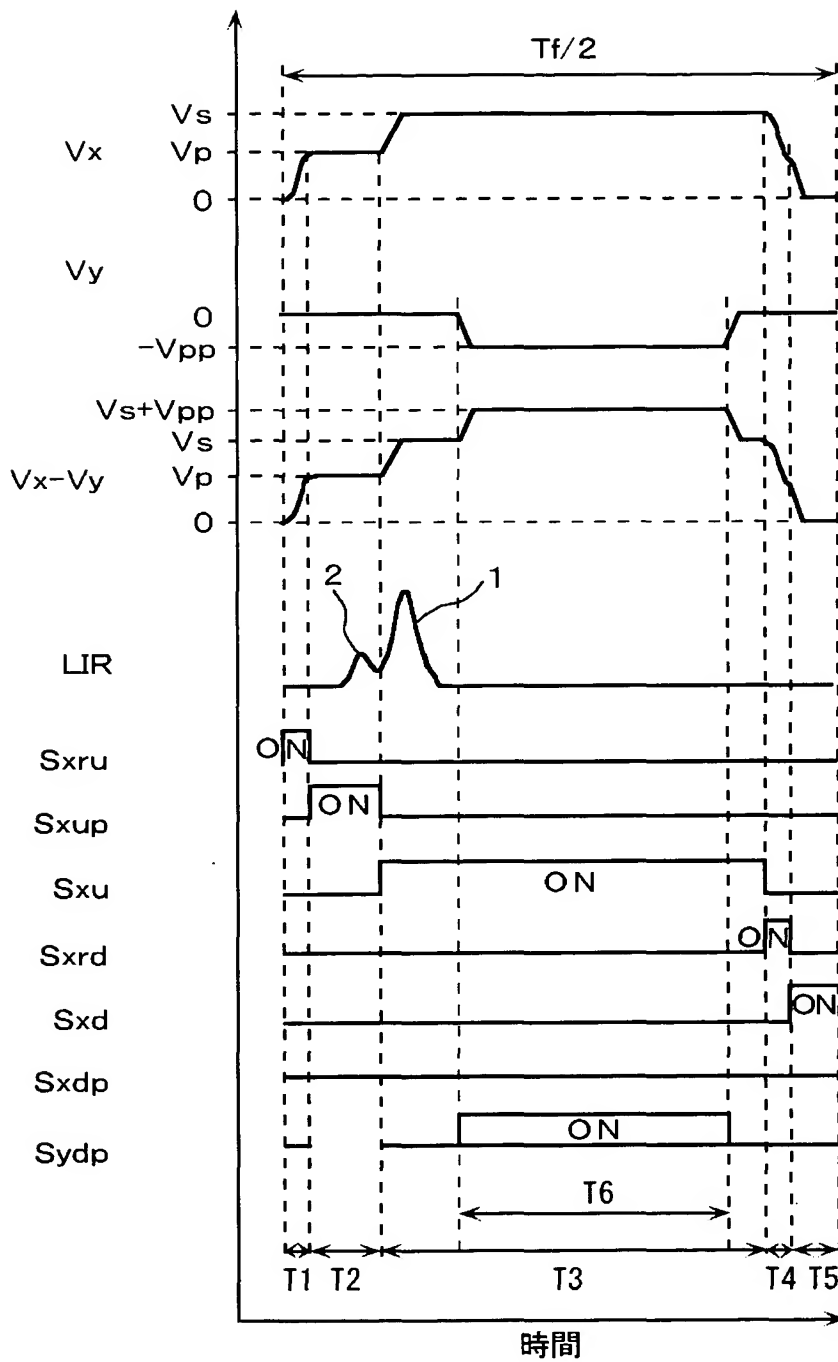 Tf/2
Vs
Vx
Vp
0
Vy
0
-Vpp
Vs+Vpp
Vs
Vx-Vy
Vp
0
2
1
LIR
Sxru
ON
Sxup
ON
Sxu
ON
Sxrd
ON
Sxd
ON
Sxdp
Sydp
ON
T6
T1 T2 T3 T4 T5
時間